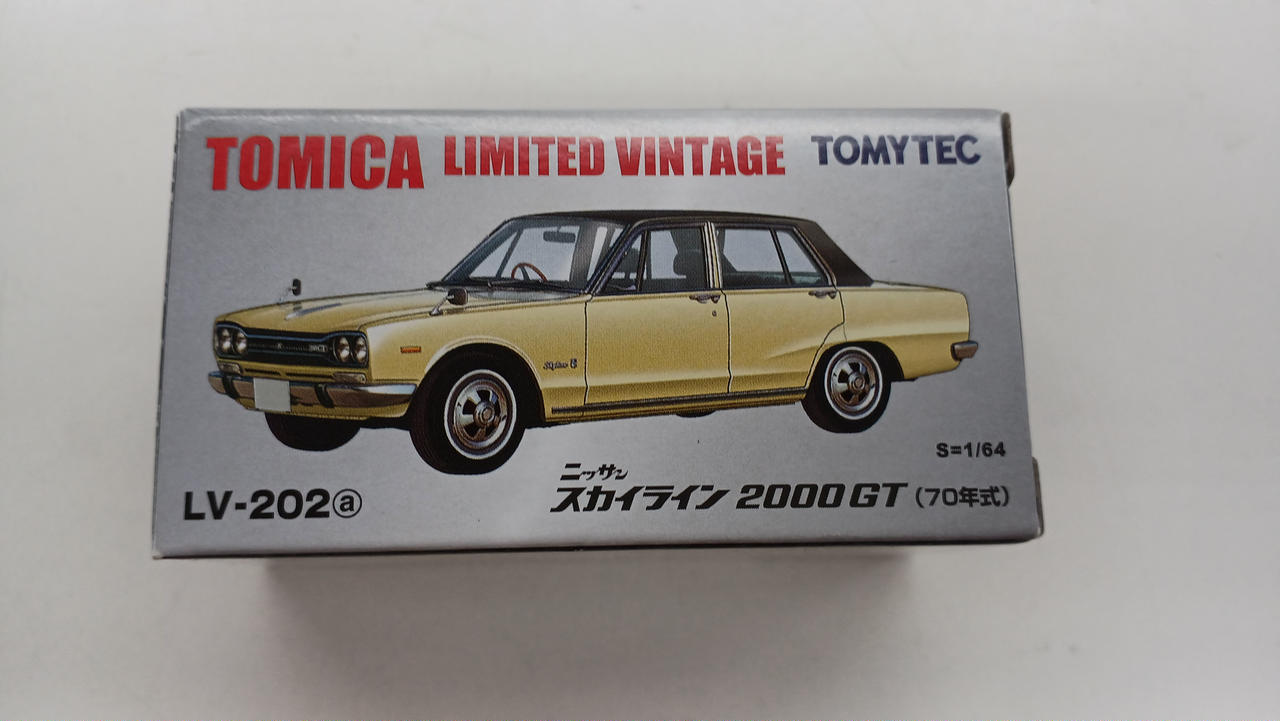 TOMICA LIMITED VINTAGE TOMYTEC
S=1/64
ニッサン
LV-202ⓐ スカイライン 2000 GT (70年式)